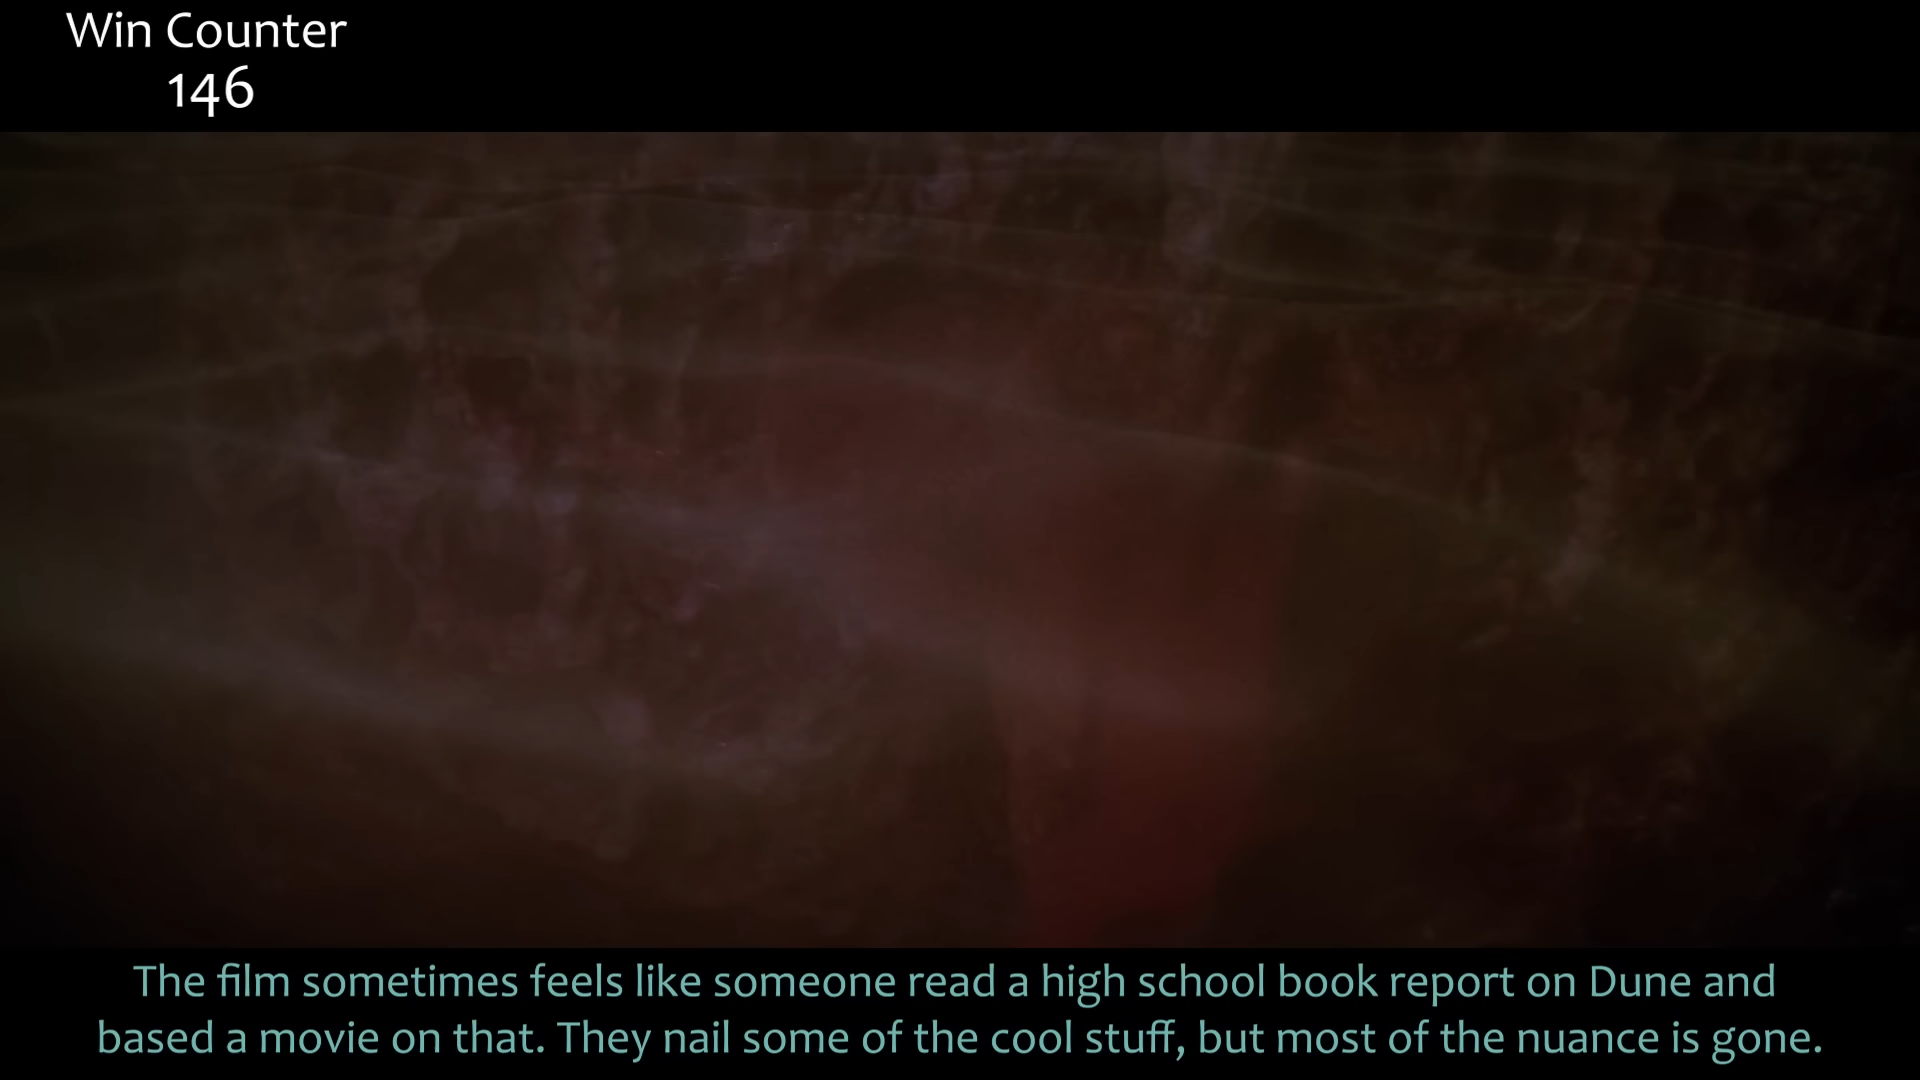 Win Counter
146
The film sometimes feels like someone read a high school book report on Dune and
based a movie on that. They nail some of the cool stuff, but most of the nuance is gone.